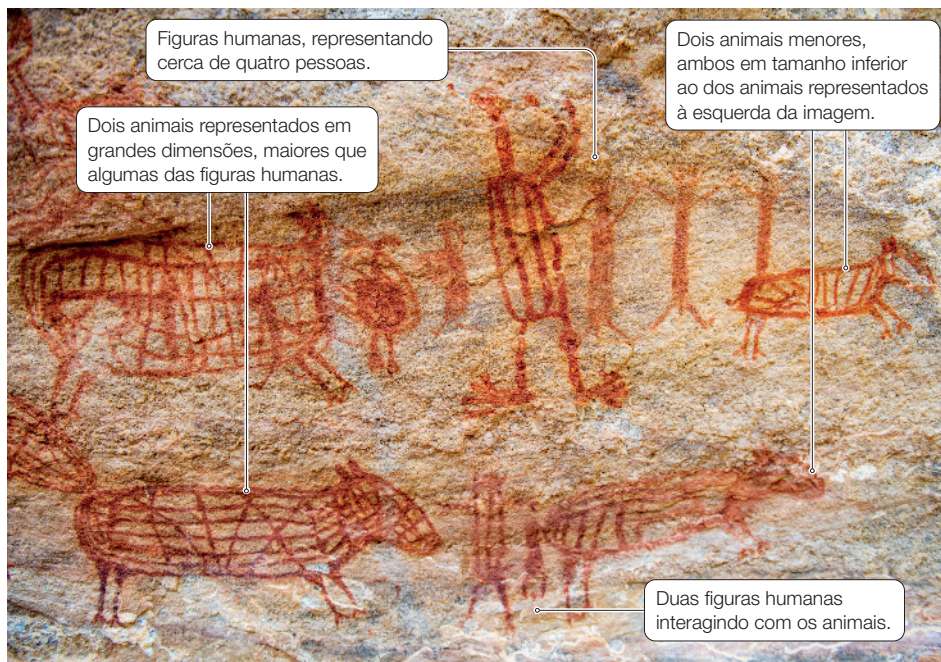 Figuras humanas, representando
cerca de quatro pessoas.
Dois animais menores,
ambos em tamanho inferior
ao dos animais representados
à esquerda da imagem.
Dois animais representados em
grandes dimensões, maiores que
algumas das figuras humanas.
Duas figuras humanas
interagindo com os animais.